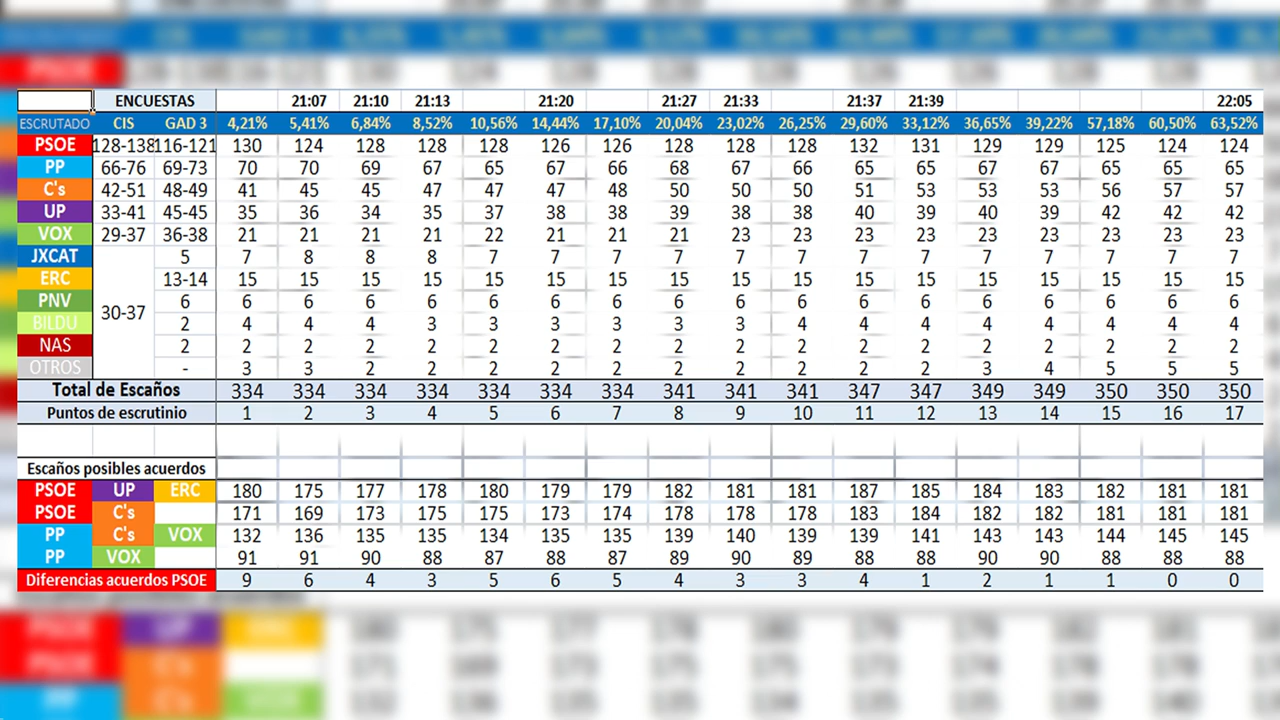 ENCUESTAS 21:07 21:10 21:13 21:20 21:27 21:33 21:37 21:39 22:05
ESCRUTADO CIS GAD 3 4,21% 5,41% 6,84% 8,52% 10,56% 14,44% 17,10% 20,04% 23,02% 26,25% 29,60% 33,12% 36,65% 39,22% 57,18% 60,50% 63,52%
PSOE 128-138 116-121 130 124 128 128 128 126 126 128 128 128 132 131 129 129 125 124 124
PP 66-76 69-73 70 70 69 67 65 67 66 68 67 66 65 65 67 67 65 65 65
C's 42-51 48-49 41 45 45 47 47 47 48 50 50 50 51 53 53 53 56 57 57
UP 33-41 45-45 35 36 34 35 37 38 38 39 38 38 40 39 40 39 42 42 42
VOX 29-37 36-38 21 21 21 21 22 21 21 21 23 23 23 23 23 23 23 23 23
JXCAT 5 7 8 8 8 7 7 7 7 7 7 7 7 7 7 7 7 7
ERC 13-14 15 15 15 15 15 15 15 15 15 15 15 15 15 15 15 15 15
30-37
PNV 6 6 6 6 6 6 6 6 6 6 6 6 6 6 6 6 6 6
BILDU 2 4 4 4 3 3 3 3 3 3 4 4 4 4 4 4 4 4
NAS 2 2 2 2 2 2 2 2 2 2 2 2 2 2 2 2 2 2
OTROS - 3 3 2 2 2 2 2 2 2 2 2 2 3 4 5 5 5
Total de Escaños 334 334 334 334 334 334 334 341 341 341 347 347 349 349 350 350 350
Puntos de escrutinio 1 2 3 4 5 6 7 8 9 10 11 12 13 14 15 16 17
Escaños posibles acuerdos
PSOE UP ERC 180 175 177 178 180 179 179 182 181 181 187 185 184 183 182 181 181
PSOE C's 171 169 173 175 175 173 174 178 178 178 183 184 182 182 181 181 181
PP C's VOX 132 136 135 135 134 135 135 139 140 139 139 141 143 143 144 145 145
PP VOX 91 91 90 88 87 88 87 89 90 89 88 88 90 90 88 88 88
Diferencias acuerdos PSOE 9 6 4 3 5 6 5 4 3 3 4 1 2 1 1 0 0